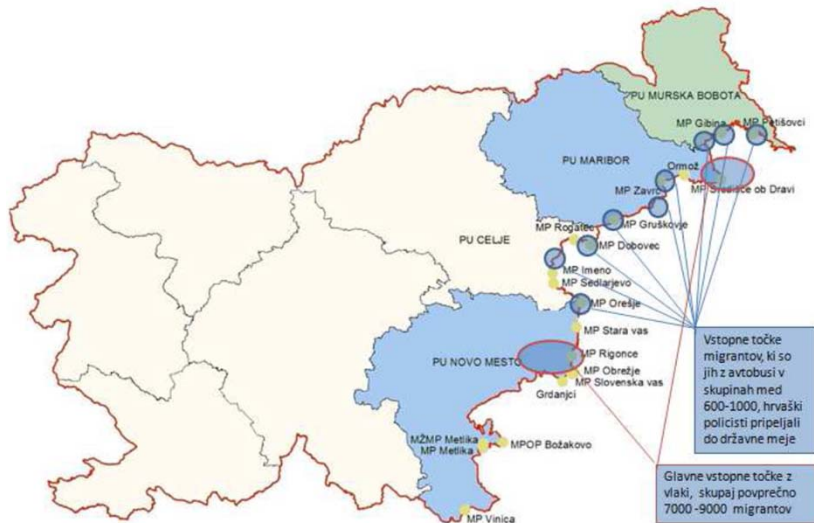 PU MURSKA BOBOTA
MP Gibina
MP Petišovci
PU MARIBOR
Ormož
MP Zavrč
MP Središče ob Dravi
MP Gruškovje
MP Rogatec
PU CELJE
MP Dobovec
MP Imeno
MP Sedlarjevo
MP Orešje
MP Stara vas
PU NOVO MESTO
MP Rigonce
MP Obrežje
MP Slovenska vas
Grdanjci
MŽMP Metlika
MP Metlika
MPOP Božakovo
MP Vinica
Vstopne točke
migrantov, ki so
jih z avtobusi v
skupinah med
600-1000, hrvaški
policisti pripeljali
do državne meje
Glavne vstopne točke z
vlaki, skupaj povprečno
7000 -9000 migrantov